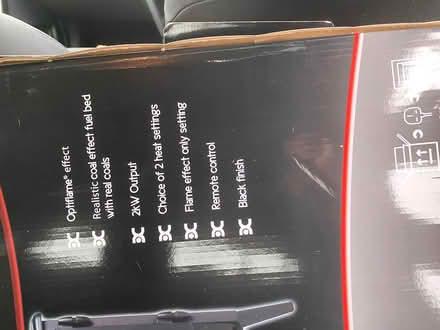 Optiflame® effect
Realistic coal effect fuel bed
with real coals
2KW Output
Choice of 2 heat settings
Flame effect only setting
Remote control
Black finish